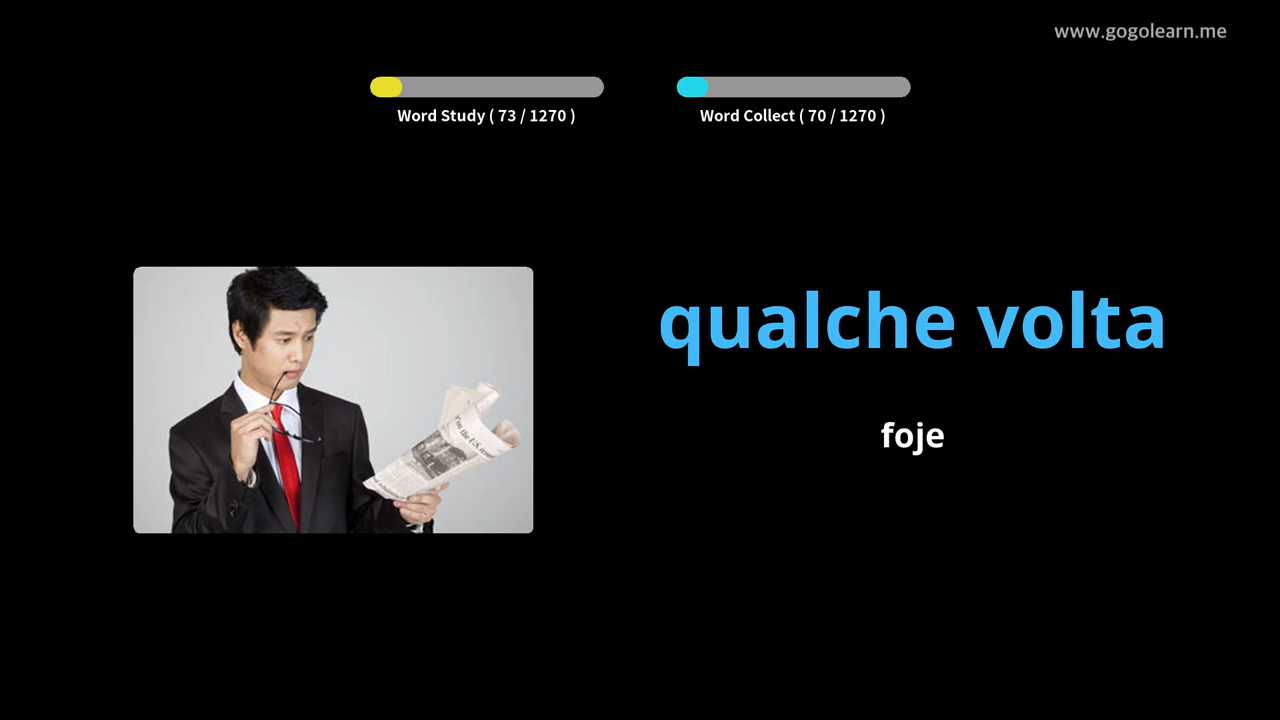 www.gogolearn.me
Word Study ( 73 / 1270 )
Word Collect ( 70 / 1270 )
qualche volta
foje